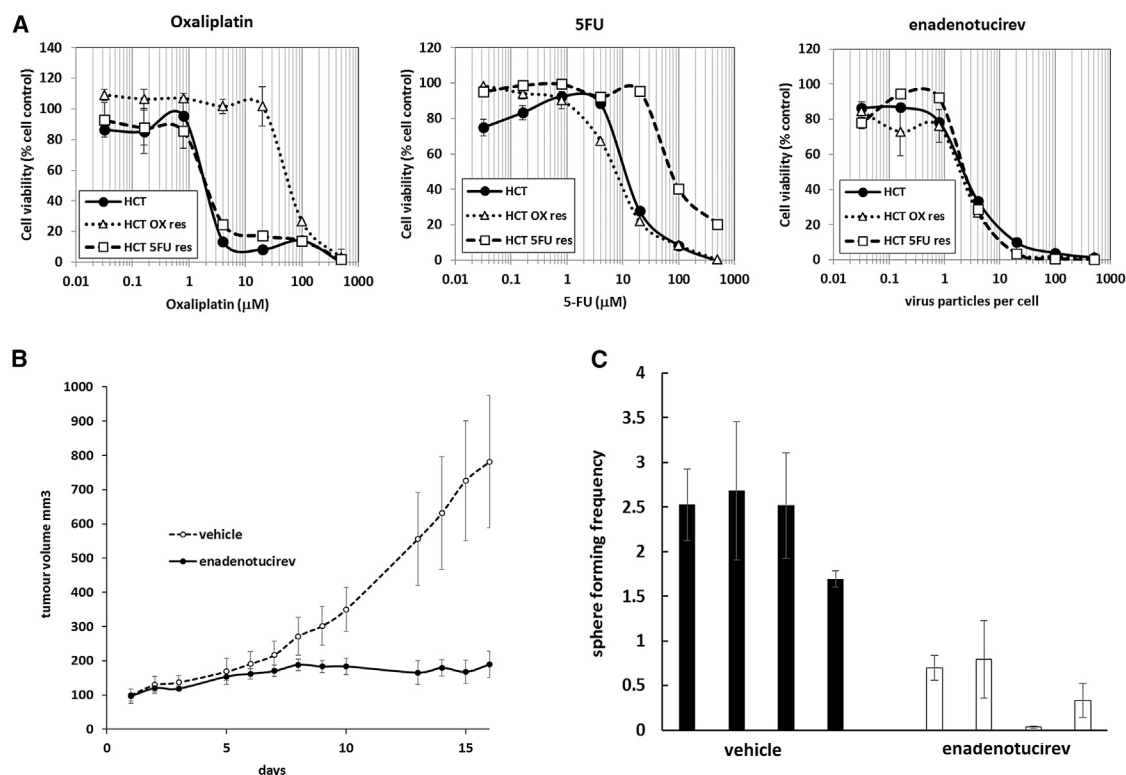 A
Oxaliplatin
140
120
100
80
60
40
20
0
Cell viability (% cell control)
HCT
HCT OX res
HCT 5FU res
0.01 0.1 1 10 100 1000
Oxaliplatin (µM)
5FU
120
100
80
60
40
20
0
Cell viability (% cell control)
HCT
HCT OX res
HCT 5FU res
0.01 0.1 1 10 100 1000
5-FU (µM)
enadenotucirev
120
100
80
60
40
20
0
Cell viability (% control)
HCT
HCT OX res
HCT 5FU res
0.01 0.1 1 10 100 1000
virus particles per cell
B
1000
900
800
700
600
500
400
300
200
100
0
tumour volume mm3
vehicle
enadenotucirev
0 5 10 15
days
C
4
3.5
3
2.5
2
1.5
1
0.5
0
sphere forming frequency
vehicle enadenotucirev